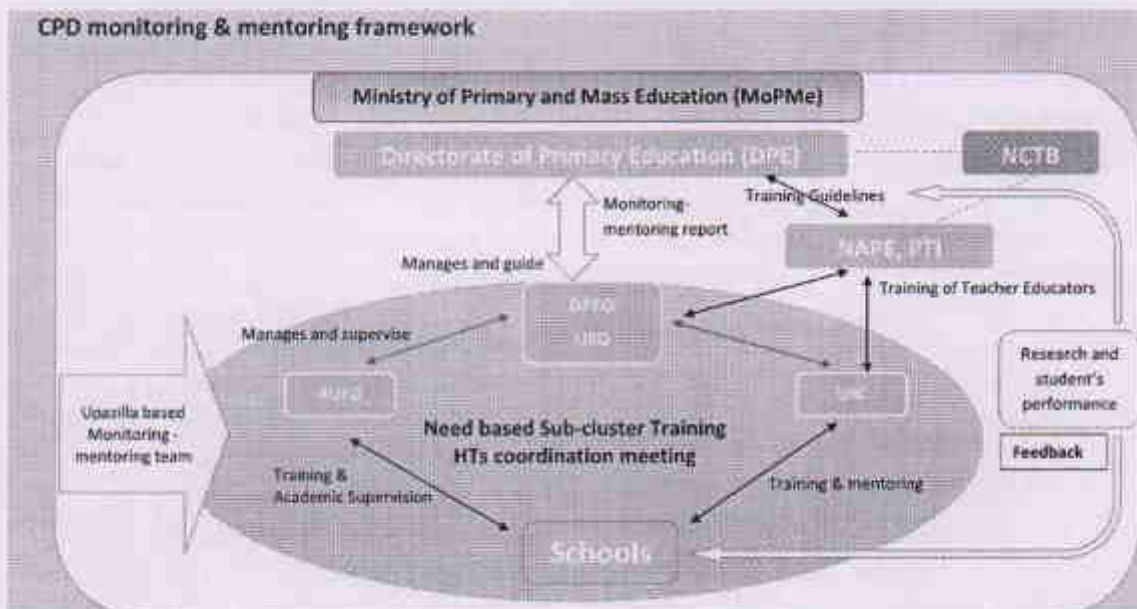 CPD monitoring & mentoring framework
Ministry of Primary and Mass Education (MoPMe)
Directorate of Primary Education (DPE)
NCTB
Training Guidelines
Monitoring-
mentoring report
NAPE, PTI
Manages and guide
Training of Teacher Educators
Manages and supervise
Research and
student's
performance
Upazilla based
Monitoring -
mentoring team
Need based Sub-cluster Training
HTs coordination meeting
Feedback
Training &
Academic Supervision
Training & mentoring
Schools